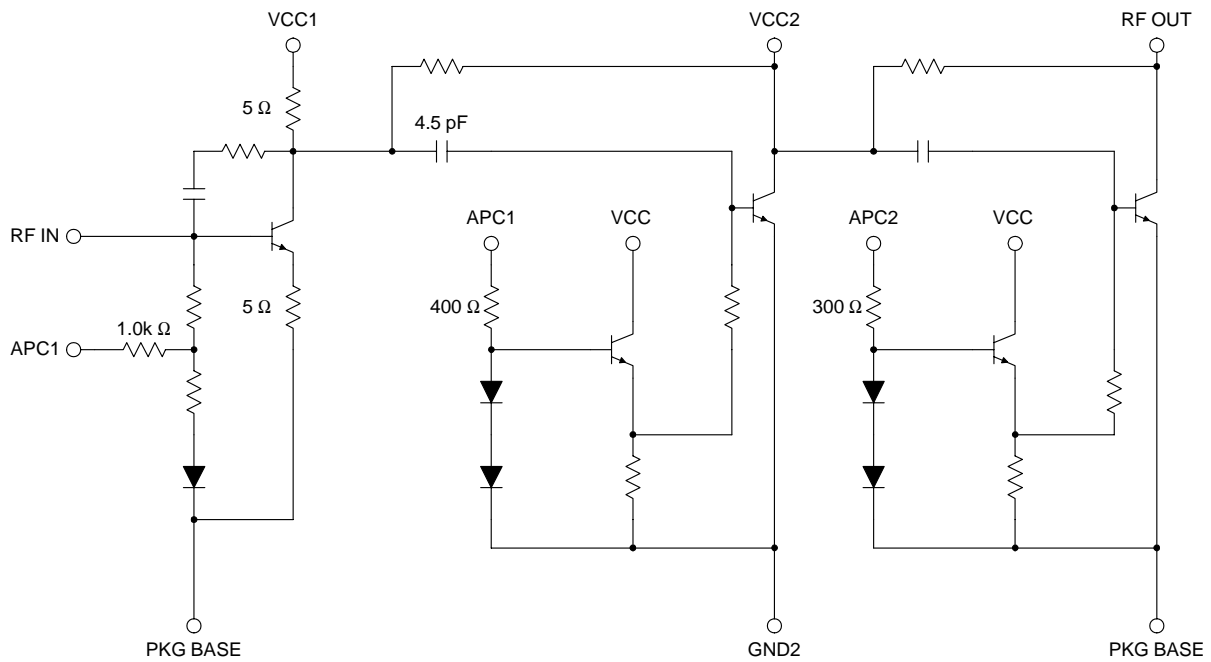 VCC1
VCC2
RF OUT
5 Ω
4.5 pF
APC1
VCC
APC2
VCC
RF IN
5 Ω
400 Ω
300 Ω
1.0k Ω
APC1
PKG BASE
GND2
PKG BASE